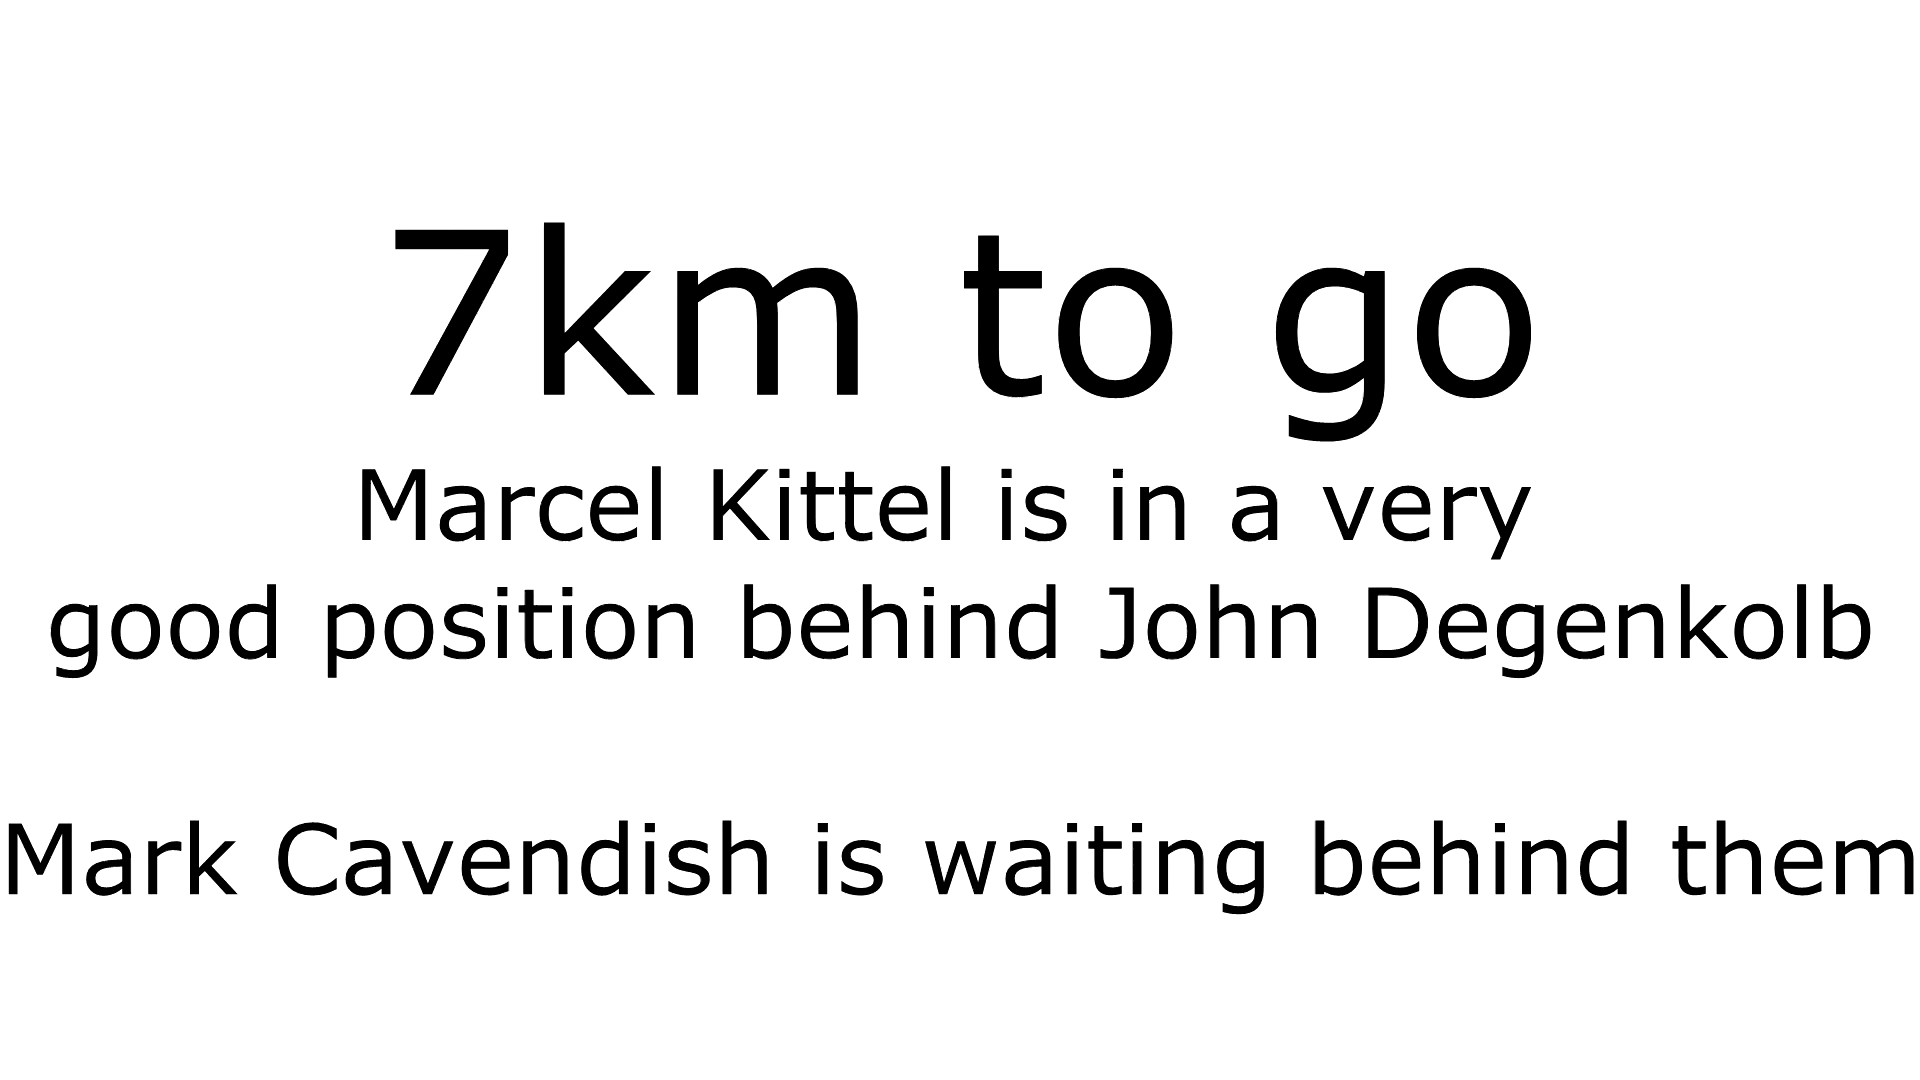 7km to go
Marcel Kittel is in a very
good position behind John Degenkolb
Mark Cavendish is waiting behind them